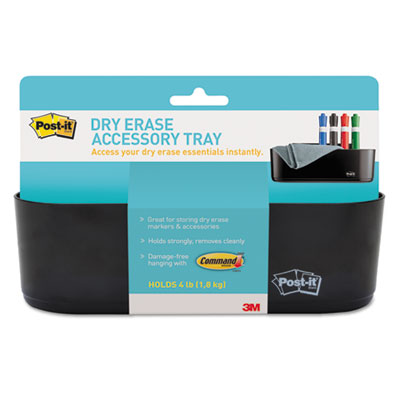 Post-it
DRY ERASE
ACCESSORY TRAY
Access your dry erase essentials instantly.
• Great for storing dry erase
markers & accessories
• Holds strongly, removes cleanly
• Damage-free
hanging with
Command
HOLDS 4 lb (1,8 kg)
3M
Post-it